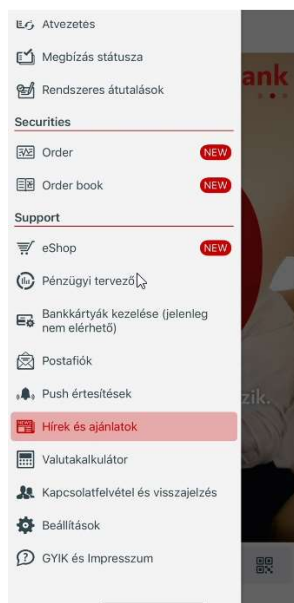 Átvezetés
Megbízás státusza
Rendszeres átutalások
Securities
Order NEW
Order book NEW
Support
eShop NEW
Pénzügyi tervező
Bankkártyák kezelése (jelenleg
nem elérhető)
Postafiók
Push értesítések
Hírek és ajánlatok
Valutakalkulátor
Kapcsolatfelvétel és visszajelzés
Beállítások
GYIK és Impresszum
ank
zik.